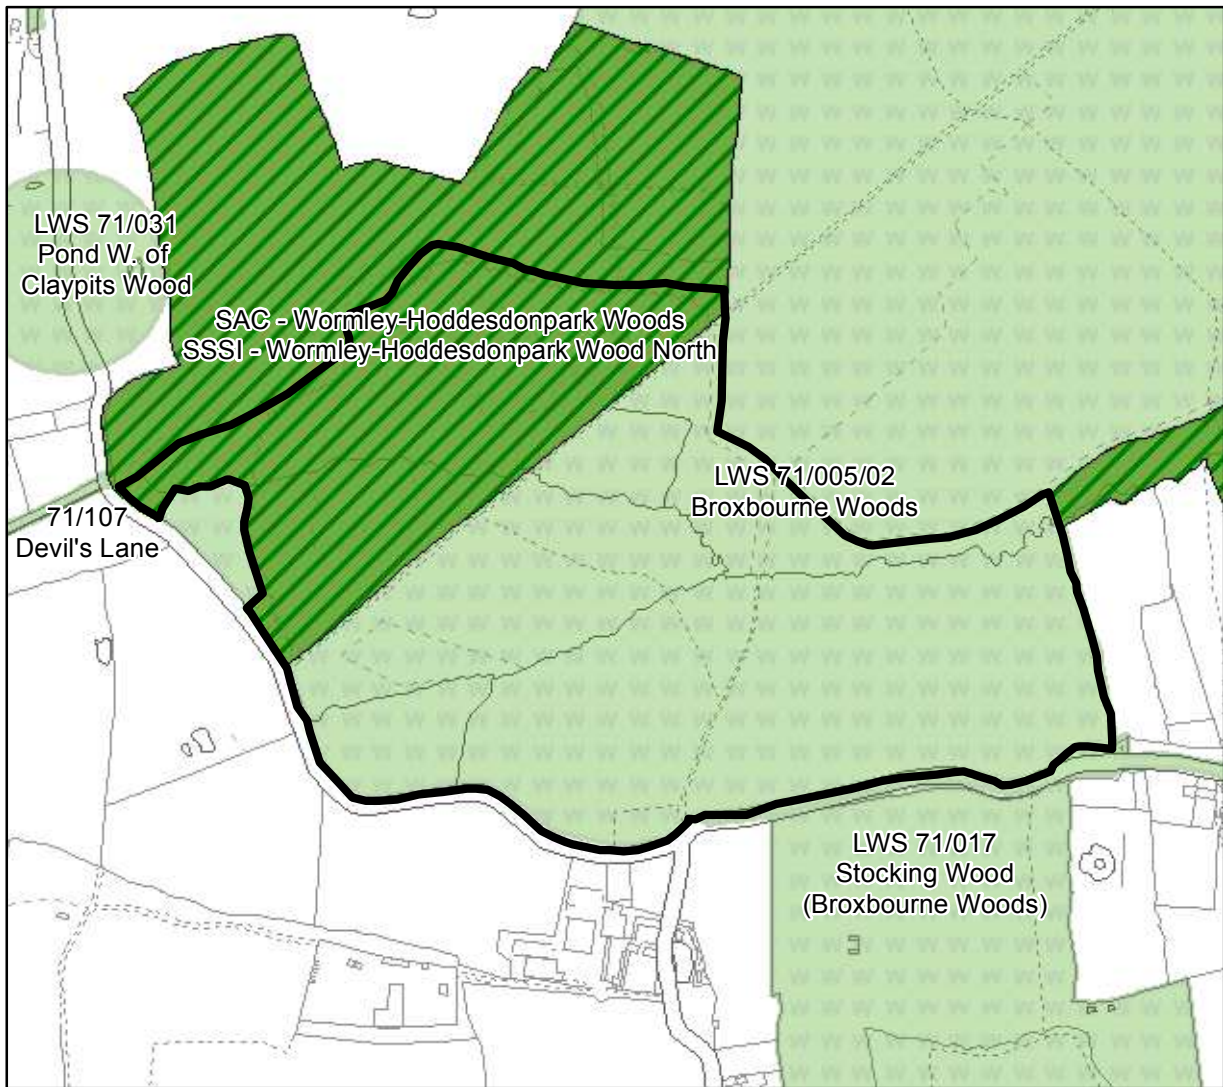 LWS 71/031
Pond W. of
Claypits Wood
SAC - Wormley-Hoddesdonpark Woods
SSSI - Wormley-Hoddesdonpark Wood North
LWS 71/005/02
Broxbourne Woods
71/107
Devil's Lane
LWS 71/017
Stocking Wood
(Broxbourne Woods)